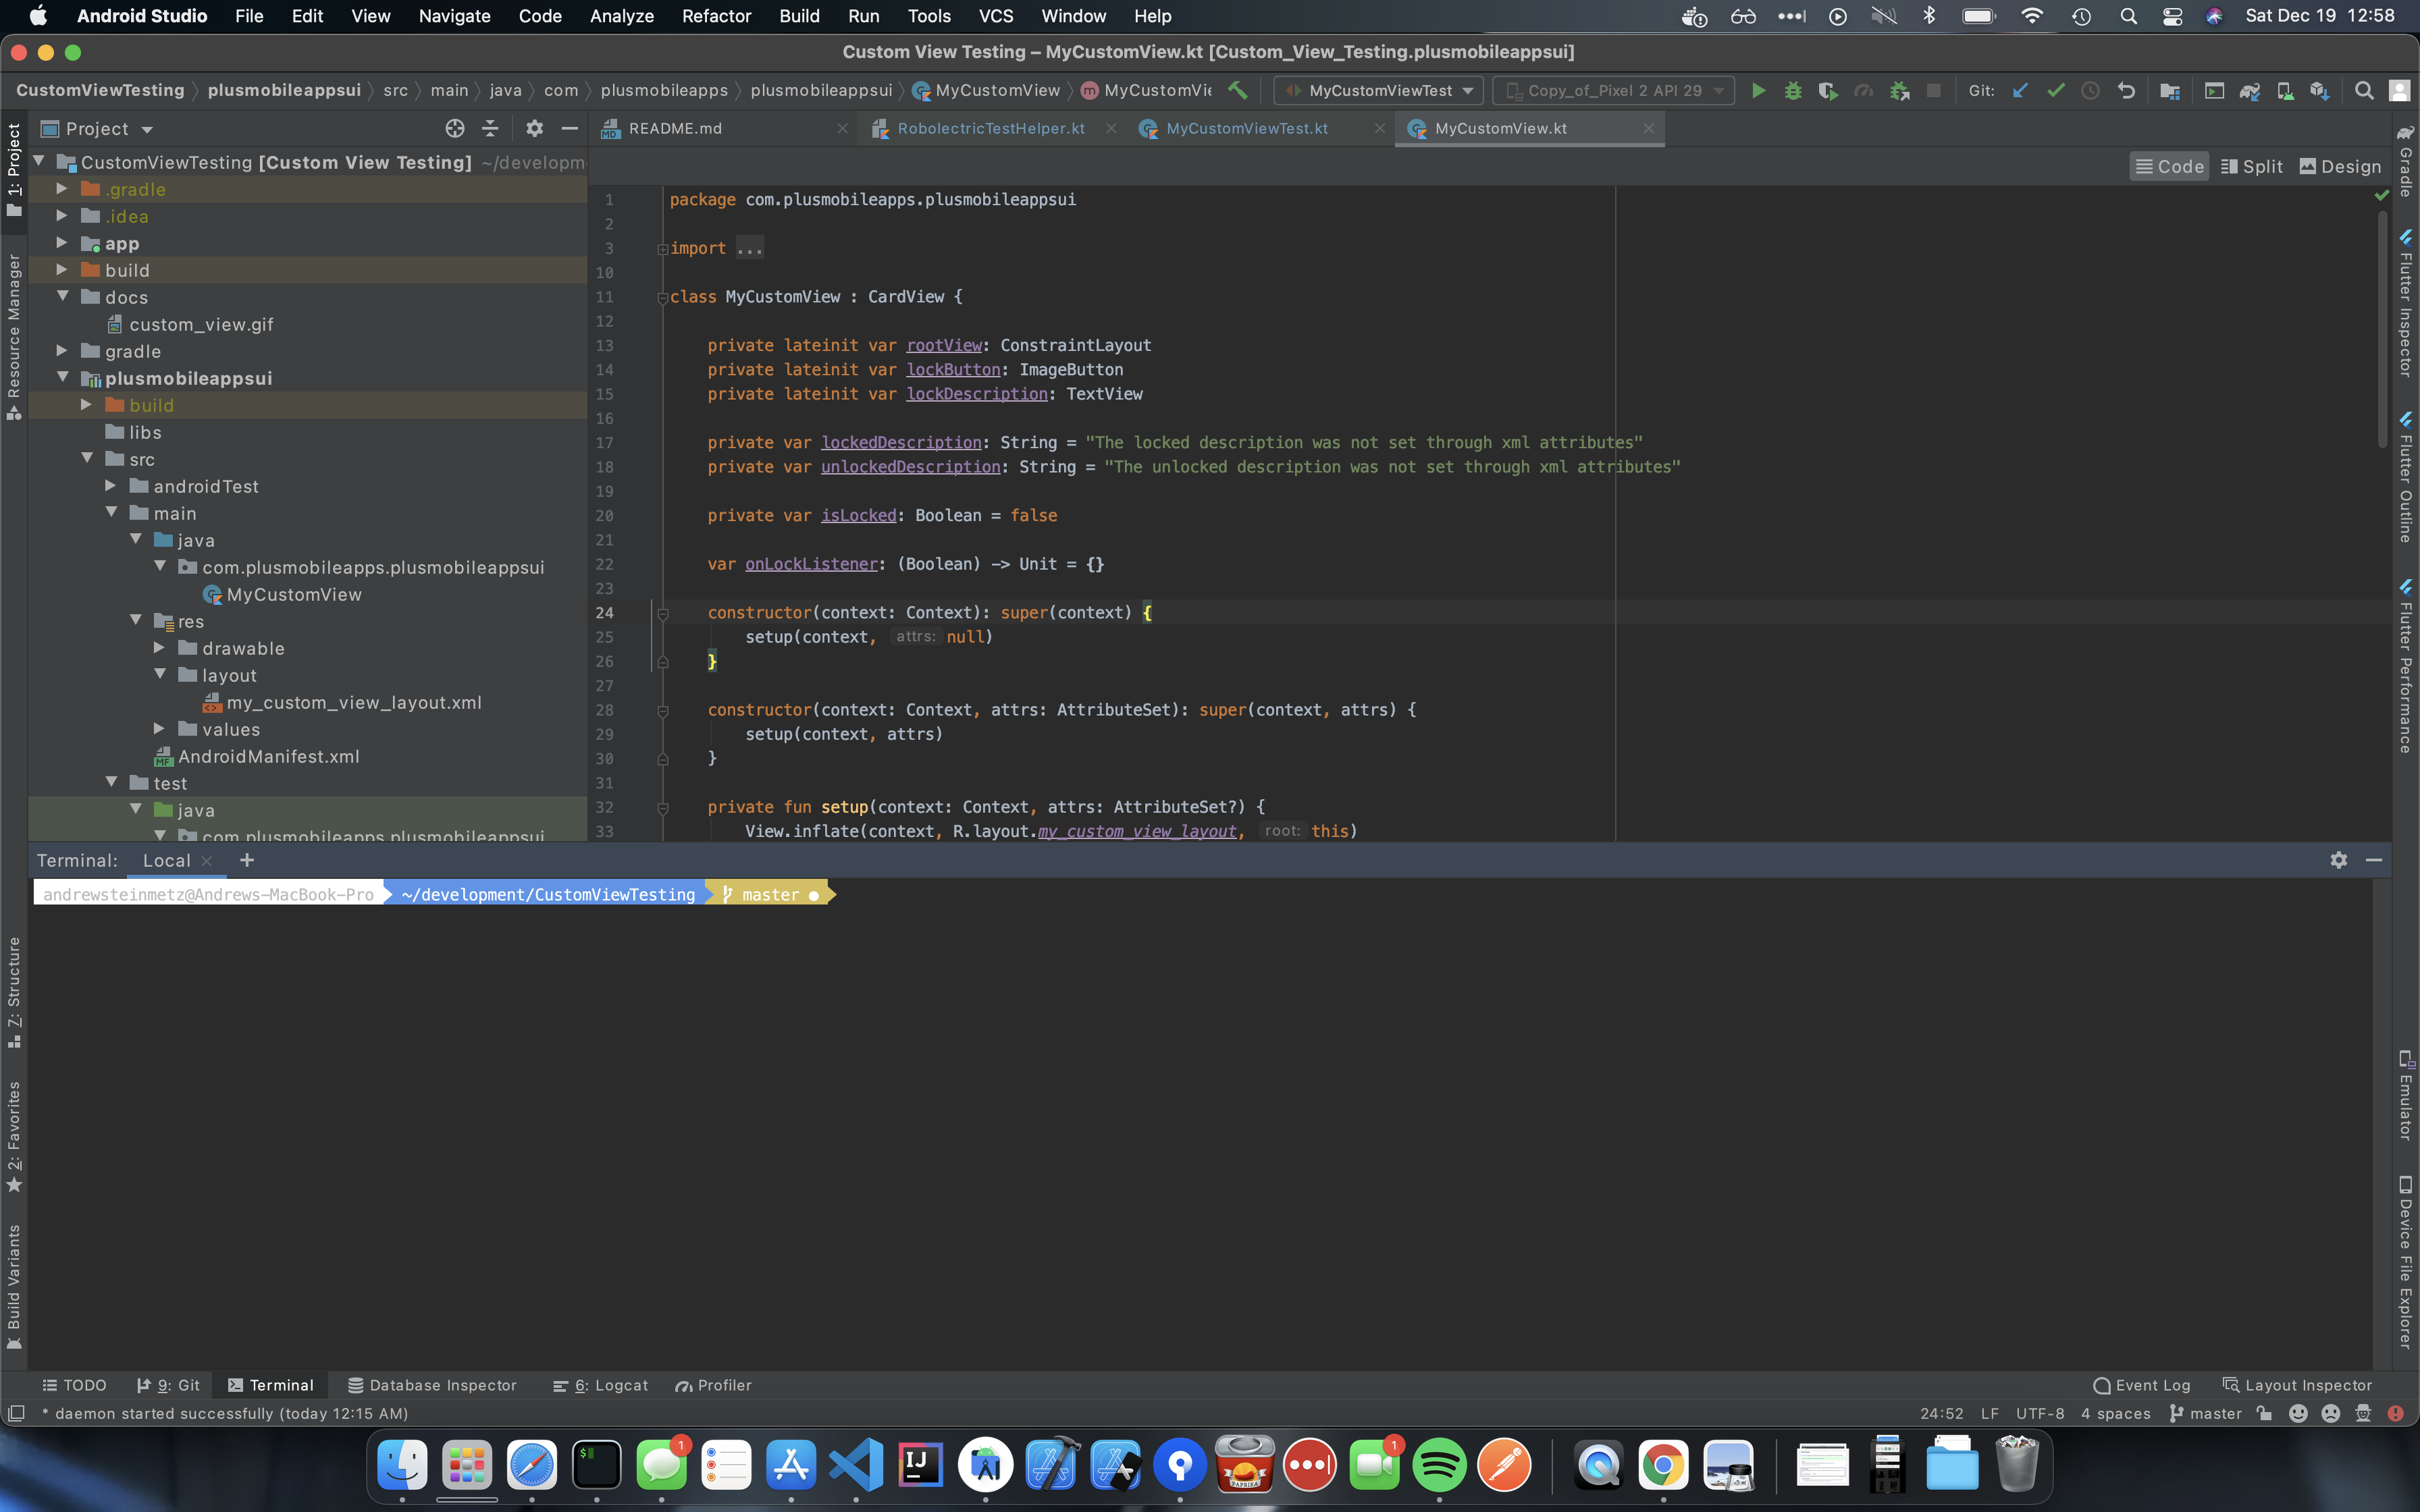 Android Studio File Edit View Navigate Code Analyze Refactor Build Run Tools VCS Window Help Sat Dec 19 12:58
Custom View Testing – MyCustomView.kt [Custom_View_Testing.plusmobileappsui]
CustomViewTesting plusmobileappsui src main java com plusmobileapps plusmobileappsui MyCustomView MyCustomVie MyCustomViewTest Copy_of_Pixel 2 API 29 Git:
Project
README.md RobolectricTestHelper.kt MyCustomViewTest.kt MyCustomView.kt
Code Split Design
1: Project
Resource Manager
7: Structure
2: Favorites
Build Variants
CustomViewTesting [Custom View Testing] ~/developm
.gradle
.idea
app
build
docs
custom_view.gif
gradle
plusmobileappsui
build
libs
src
androidTest
main
java
com.plusmobileapps.plusmobileappsui
MyCustomView
res
drawable
layout
my_custom_view_layout.xml
values
AndroidManifest.xml
test
java
com.plusmobileapps.plusmobileappsui
1 package com.plusmobileapps.plusmobileappsui
2
3 import ...
10
11 class MyCustomView : CardView {
12
13 private lateinit var rootView: ConstraintLayout
14 private lateinit var lockButton: ImageButton
15 private lateinit var lockDescription: TextView
16
17 private var lockedDescription: String = "The locked description was not set through xml attributes"
18 private var unlockedDescription: String = "The unlocked description was not set through xml attributes"
19
20 private var isLocked: Boolean = false
21
22 var onLockListener: (Boolean) -> Unit = {}
23
24 constructor(context: Context): super(context) {
25 setup(context, attrs: null)
26 }
27
28 constructor(context: Context, attrs: AttributeSet): super(context, attrs) {
29 setup(context, attrs)
30 }
31
32 private fun setup(context: Context, attrs: AttributeSet?) {
33 View.inflate(context, R.layout.my_custom_view_layout, root: this)
Gradle
Flutter Inspector
Flutter Outline
Flutter Performance
Emulator
Device File Explorer
Terminal: Local +
andrewsteinmetz@Andrews-MacBook-Pro ~/development/CustomViewTesting master ●
TODO 9: Git Terminal Database Inspector 6: Logcat Profiler Event Log Layout Inspector
* daemon started successfully (today 12:15 AM) 24:52 LF UTF-8 4 spaces master
1
IJ
PAPRIKA
1